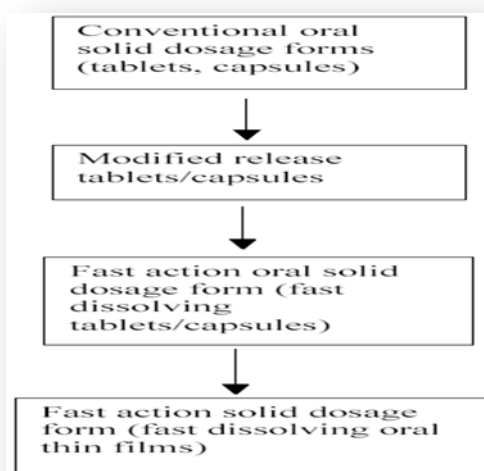 Conventional oral
solid dosage forms
(tablets, capsules)
Modified release
tablets/capsules
Fast action oral solid
dosage form (fast
dissolving
tablets/capsules)
Fast action solid dosage
form (fast dissolving oral
thin films)